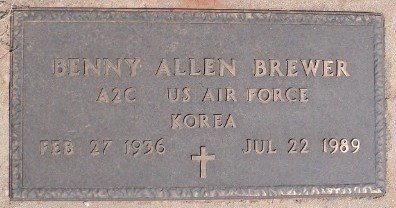 BENNY ALLEN BREWER
A2C US AIR FORCE
KOREA
FEB 27 1936 JUL 22 1989